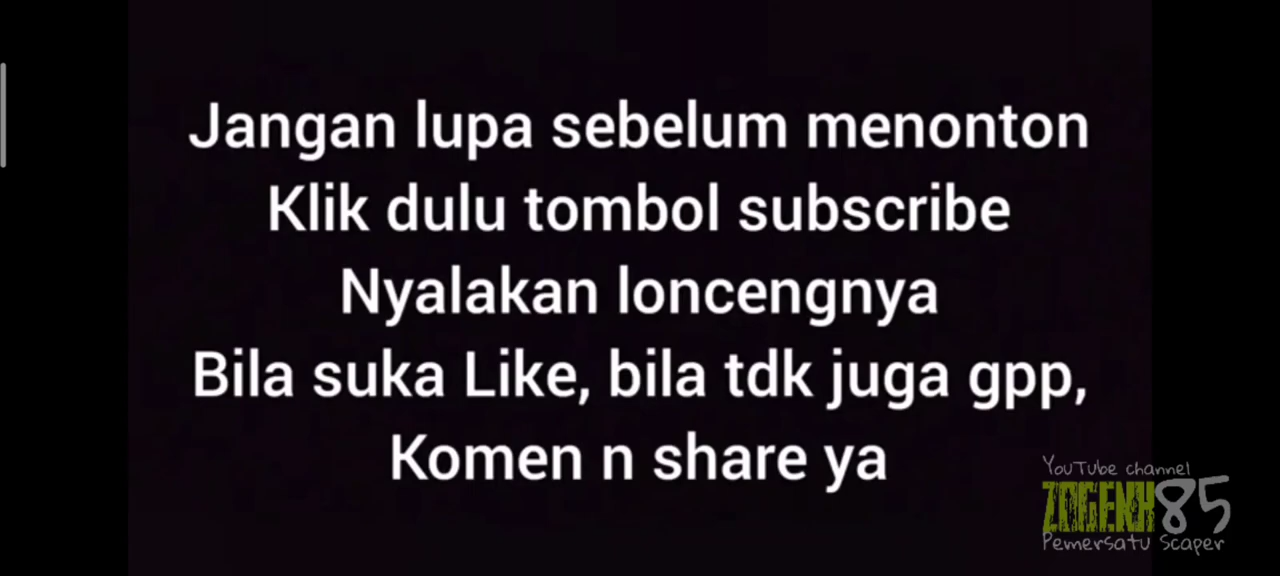 Jangan lupa sebelum menonton
Klik dulu tombol subscribe
Nyalakan loncengnya
Bila suka Like, bila tdk juga gpp,
Komen n share ya
YouTube channel
ZOGENH85
Pemersatu Scaper